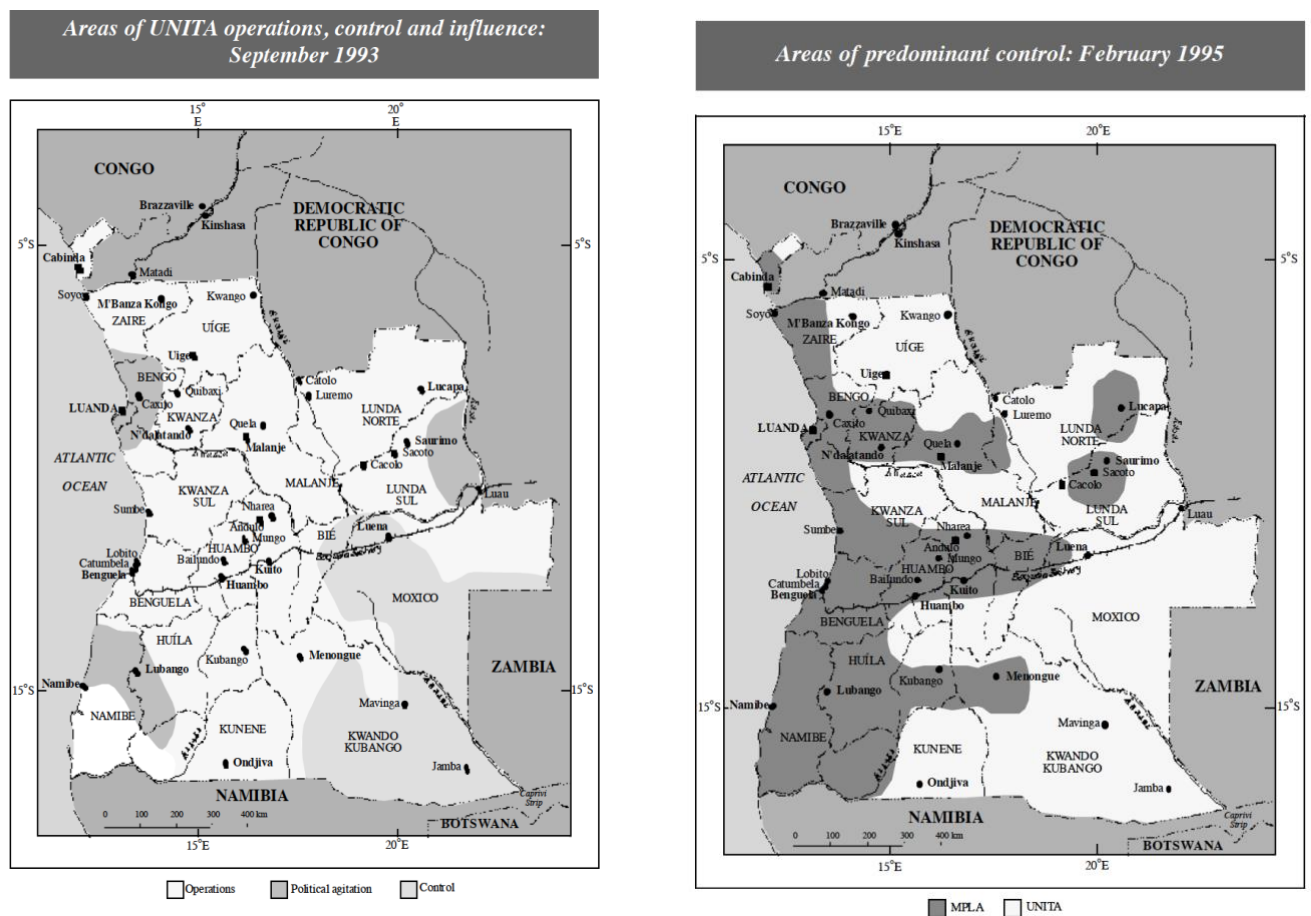 Areas of UNITA operations, control and influence:
September 1993
15°
E
20°
E
CONGO
Brazzaville
Kinshasa
DEMOCRATIC
REPUBLIC OF
CONGO
5°S
5°S
Cabinda
Matadi
Soyo
M'Banza Kongo
Kwango
ZAIRE
UÍGE
Uige
BENGO
Catolo
Quibaxi
Luremo
Lucapa
LUANDA
Caxito
KWANZA
LUNDA
NORTE
N'dalatando
Quela
Malanje
Saurimo
Sacoto
Cacolo
ATLANTIC
OCEAN
KWANZA
SUL
MALANJE
LUNDA
SUL
Luau
Sumbe
Nharea
Andulo
Mungo
BIÉ
Luena
HUAMBO
Lobito
Catumbela
Benguela
Bailundo
Kuito
Huambo
BENGUELA
MOXICO
HUÍLA
Kubango
Menongue
Lubango
ZAMBIA
Namibe
15°S
15°S
NAMIBE
Mavinga
KUNENE
KWANDO
KUBANGO
Ondjiva
Jamba
NAMIBIA
Caprivi
Strip
0 100 200 300 400 km
BOTSWANA
15°E
20°E
Operations
Political agitation
Control
Areas of predominant control: February 1995
15°E
20°E
CONGO
Brazzaville
Kinshasa
DEMOCRATIC
REPUBLIC OF
CONGO
5°S
5°S
Cabinda
Matadi
Soyo
M'Banza Kongo
Kwango
ZAIRE
UÍGE
Uige
BENGO
Catolo
Quibaxi
Luremo
Lucapa
LUANDA
Caxito
KWANZA
LUNDA
NORTE
N'dalatando
Quela
Malanje
Saurimo
Sacoto
Cacolo
ATLANTIC
OCEAN
KWANZA
SUL
MALANJE
LUNDA
SUL
Luau
Sumbe
Nharea
Andulo
Mungo
BIÉ
Luena
HUAMBO
Lobito
Catumbela
Benguela
Bailundo
Kuito
Huambo
BENGUELA
MOXICO
HUÍLA
Kubango
Menongue
Lubango
ZAMBIA
Namibe
15°S
15°S
NAMIBE
Mavinga
KUNENE
KWANDO
KUBANGO
Ondjiva
Jamba
NAMIBIA
Caprivi
Strip
0 100 200 300 400 km
BOTSWANA
15°E
20°E
MPLA
UNITA